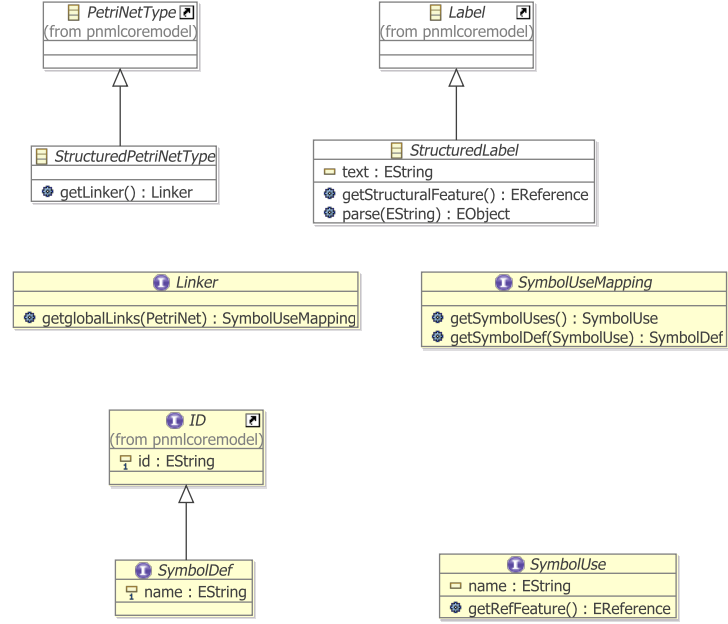 PetriNetType
(from pnmlcoremodel)
Label
(from pnmlcoremodel)
StructuredPetriNetType
getLinker() : Linker
StructuredLabel
text : EString
getStructuralFeature() : EReference
parse(EString) : EObject
I Linker
getglobalLinks(PetriNet) : SymbolUseMapping
I SymbolUseMapping
getSymbolUses() : SymbolUse
getSymbolDef(SymbolUse) : SymbolDef
I ID
(from pnmlcoremodel)
1 id : EString
I SymbolDef
1 name : EString
I SymbolUse
name : EString
getRefFeature() : EReference